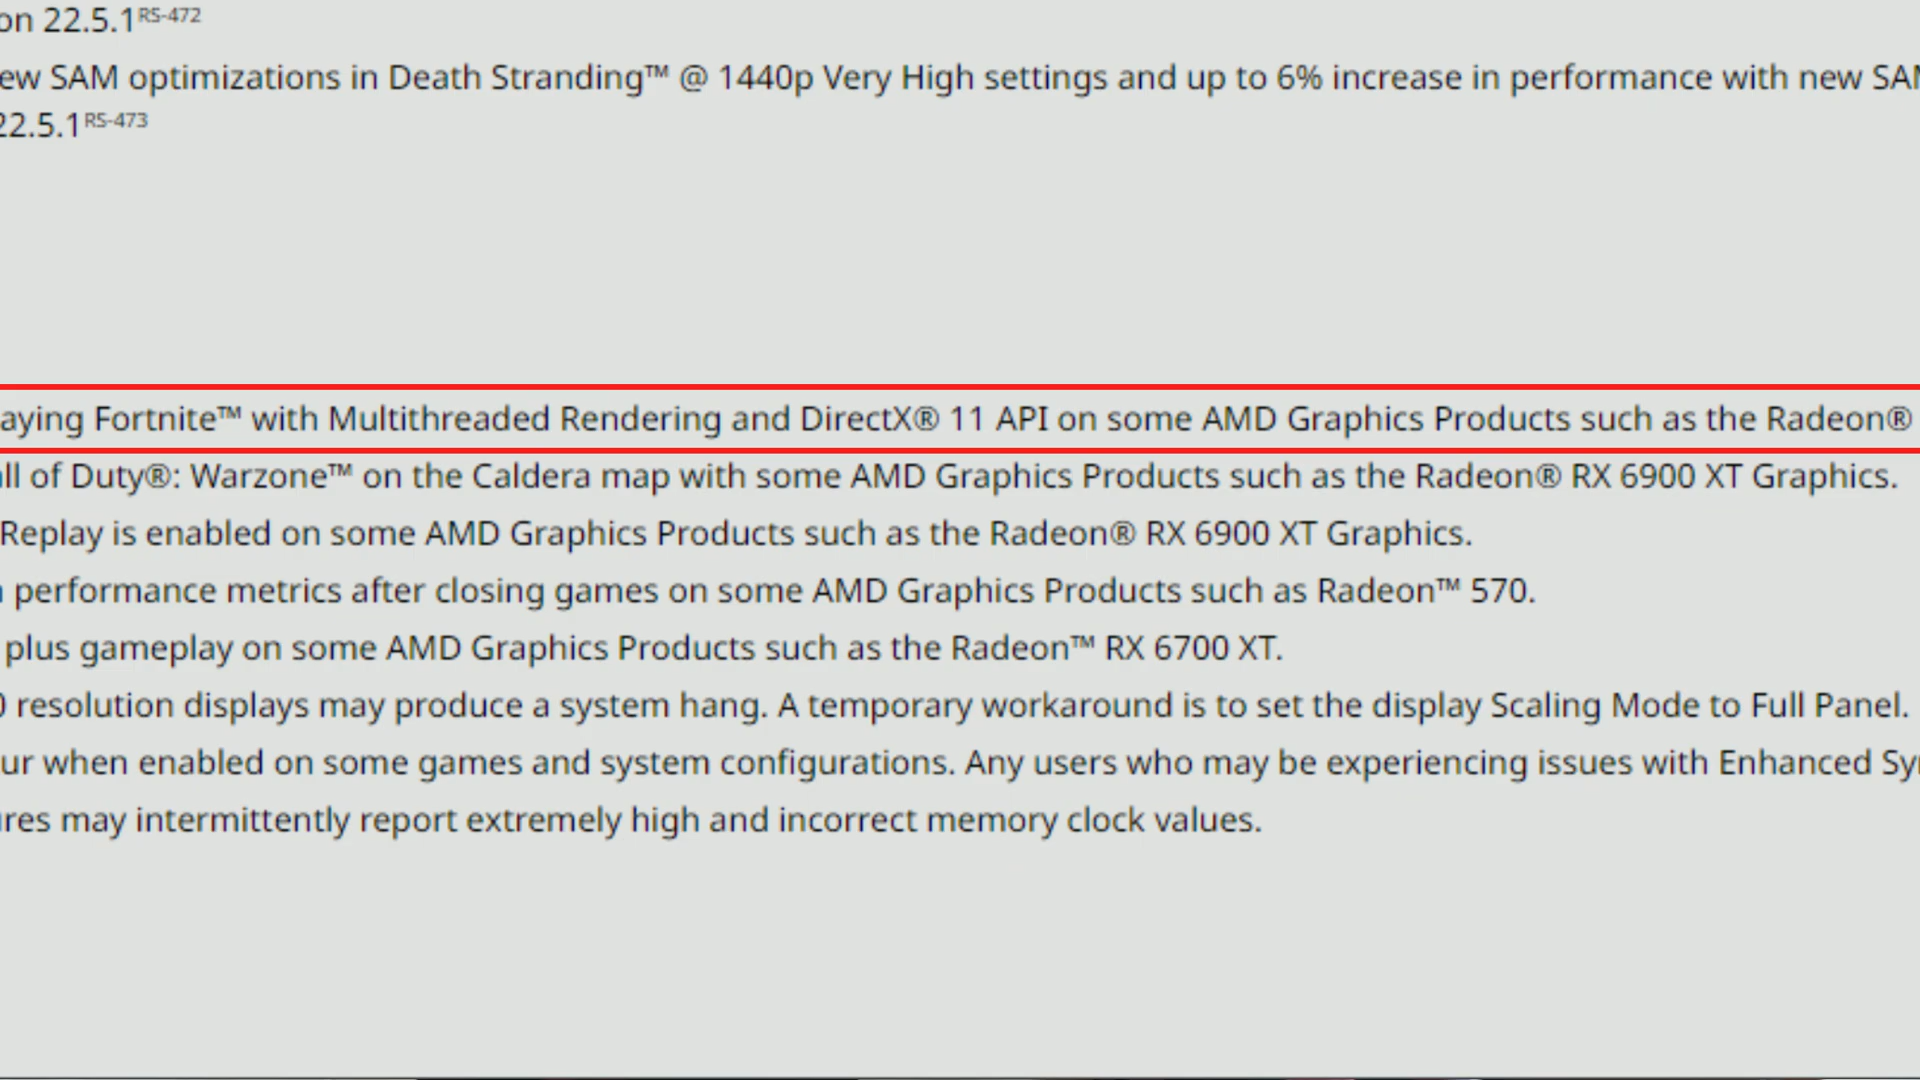 on 22.5.1RS-472
ew SAM optimizations in Death Stranding™ @ 1440p Very High settings and up to 6% increase in performance with new SAM
22.5.1RS-473
aying Fortnite™ with Multithreaded Rendering and DirectX® 11 API on some AMD Graphics Products such as the Radeon®
all of Duty®: Warzone™ on the Caldera map with some AMD Graphics Products such as the Radeon® RX 6900 XT Graphics.
Replay is enabled on some AMD Graphics Products such as the Radeon® RX 6900 XT Graphics.
performance metrics after closing games on some AMD Graphics Products such as Radeon™ 570.
plus gameplay on some AMD Graphics Products such as the Radeon™ RX 6700 XT.
0 resolution displays may produce a system hang. A temporary workaround is to set the display Scaling Mode to Full Panel.
ur when enabled on some games and system configurations. Any users who may be experiencing issues with Enhanced Syn
ures may intermittently report extremely high and incorrect memory clock values.